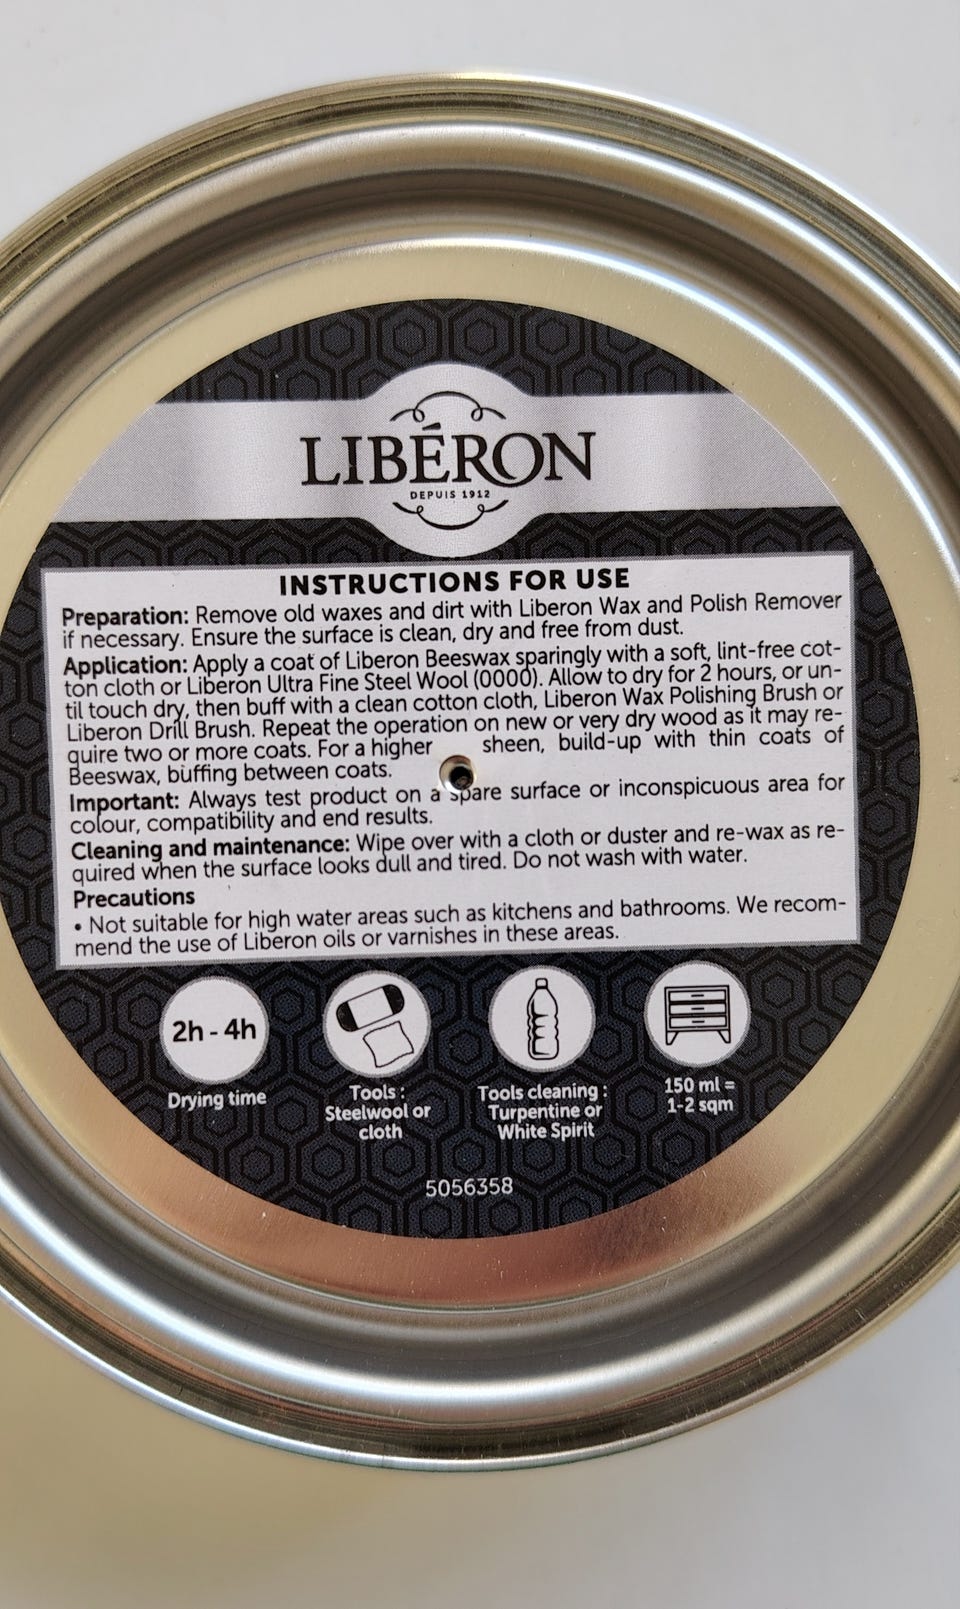 LIBÉRON
DEPUIS 1912
INSTRUCTIONS FOR USE
Preparation: Remove old waxes and dirt with Liberon Wax and Polish Remover
if necessary. Ensure the surface is clean, dry and free from dust.
Application: Apply a coat of Liberon Beeswax sparingly with a soft, lint-free cot-
ton cloth or Liberon Ultra Fine Steel Wool (0000). Allow to dry for 2 hours, or un-
til touch dry, then buff with a clean cotton cloth, Liberon Wax Polishing Brush or
Liberon Drill Brush. Repeat the operation on new or very dry wood as it may re-
quire two or more coats. For a higher sheen, build-up with thin coats of
Beeswax, buffing between coats.
Important: Always test product on a spare surface or inconspicuous area for
colour, compatibility and end results.
Cleaning and maintenance: Wipe over with a cloth or duster and re-wax as re-
quired when the surface looks dull and tired. Do not wash with water.
Precautions
• Not suitable for high water areas such as kitchens and bathrooms. We recom-
mend the use of Liberon oils or varnishes in these areas.
2h - 4h
Drying time
Tools :
Steelwool or
cloth
Tools cleaning :
Turpentine or
White Spirit
150 ml =
1-2 sqm
5056358